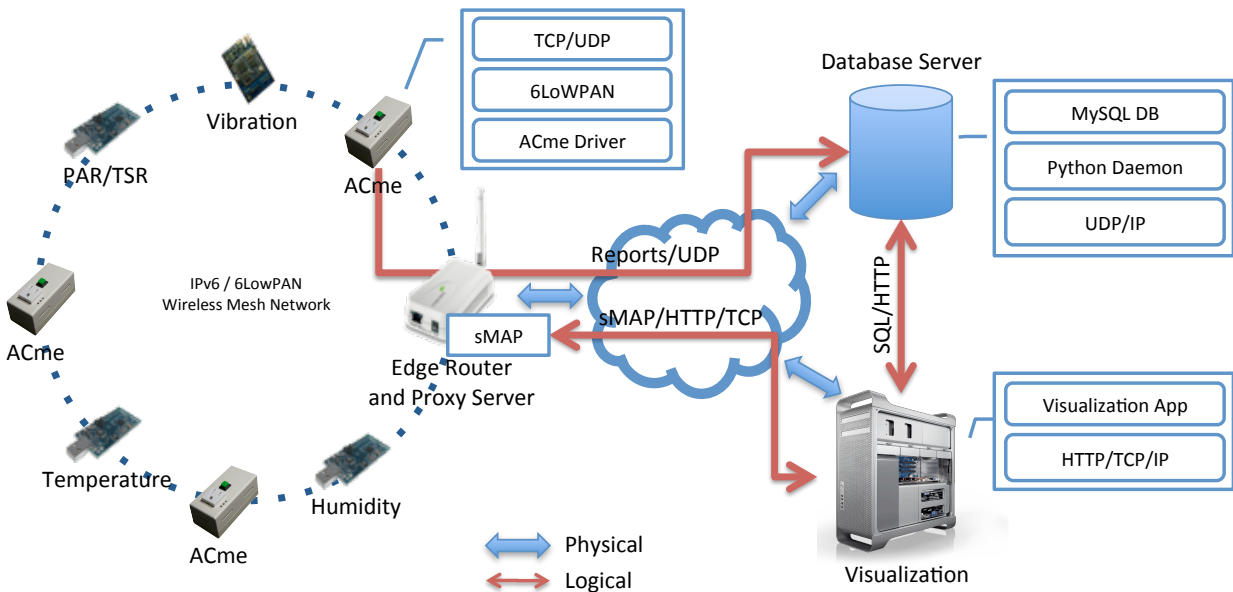 TCP/UDP
6LoWPAN
ACme Driver
Database Server
MySQL DB
Python Daemon
UDP/IP
Vibration
PAR/TSR
ACme
Reports/UDP
IPv6 / 6LowPAN
Wireless Mesh Network
sMAP/HTTP/TCP
sMAP
SQL/HTTP
ACme
Edge Router
and Proxy Server
Visualization App
HTTP/TCP/IP
Temperature
Humidity
ACme
Physical
Logical
Visualization